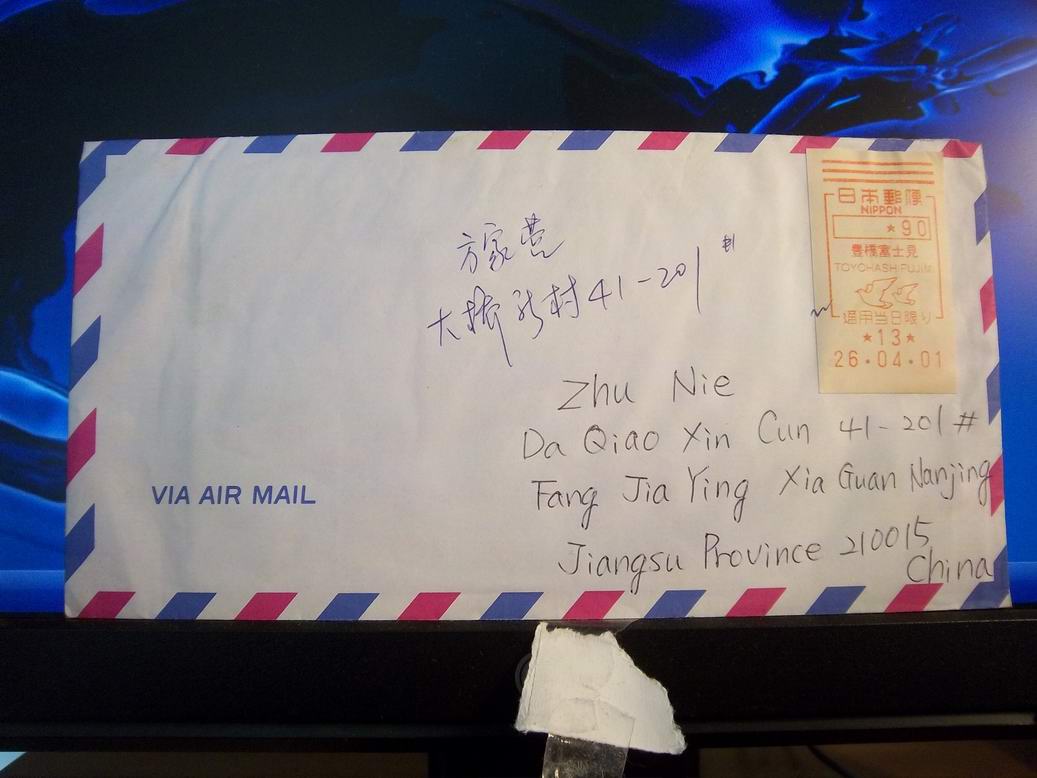 日本郵便
NIPPON
*90
豊橋富士見
TOYOHASHI FUJIMI
適用当日限り
*13*
26.04.01
方家营
大桥新村41-201#
Zhu Nie
Da Qiao Xin Cun 41-201#
Fang Jia Ying Xia Guan Nanjing
Jiangsu Province 210015
China
VIA AIR MAIL